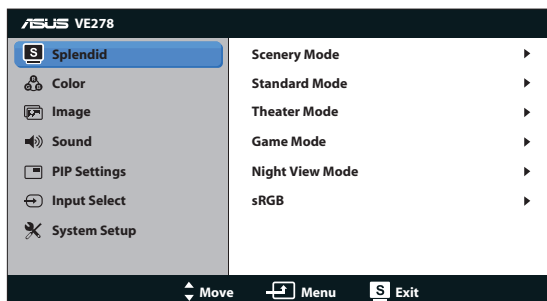 ASUS VE278
S Splendid
Color
Image
Sound
PIP Settings
Input Select
System Setup
Scenery Mode
Standard Mode
Theater Mode
Game Mode
Night View Mode
sRGB
Move Menu S Exit